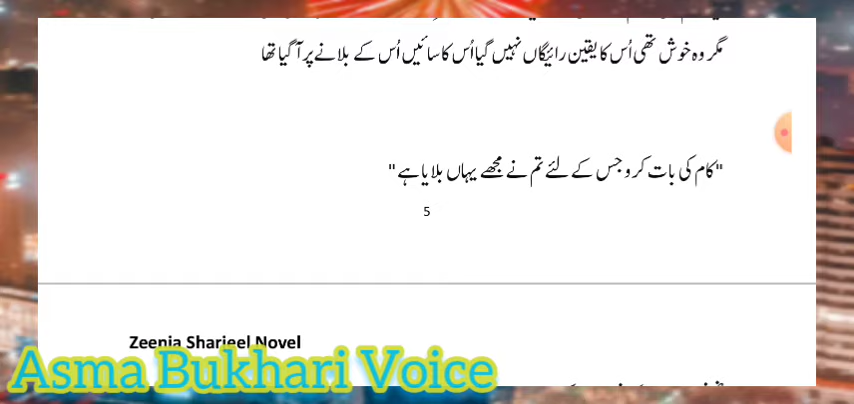 مگر وہ خوش تھی اُس کا یقین رائیگاں نہیں گیا اُس کا سائیں اُس کے بلانے پر آ گیا تھا
"کام کی بات کرو جس کے لئے تم نے مجھے یہاں بلایا ہے"
5
Zeenia Sharjeel Novel
Asma Bukhari Voice